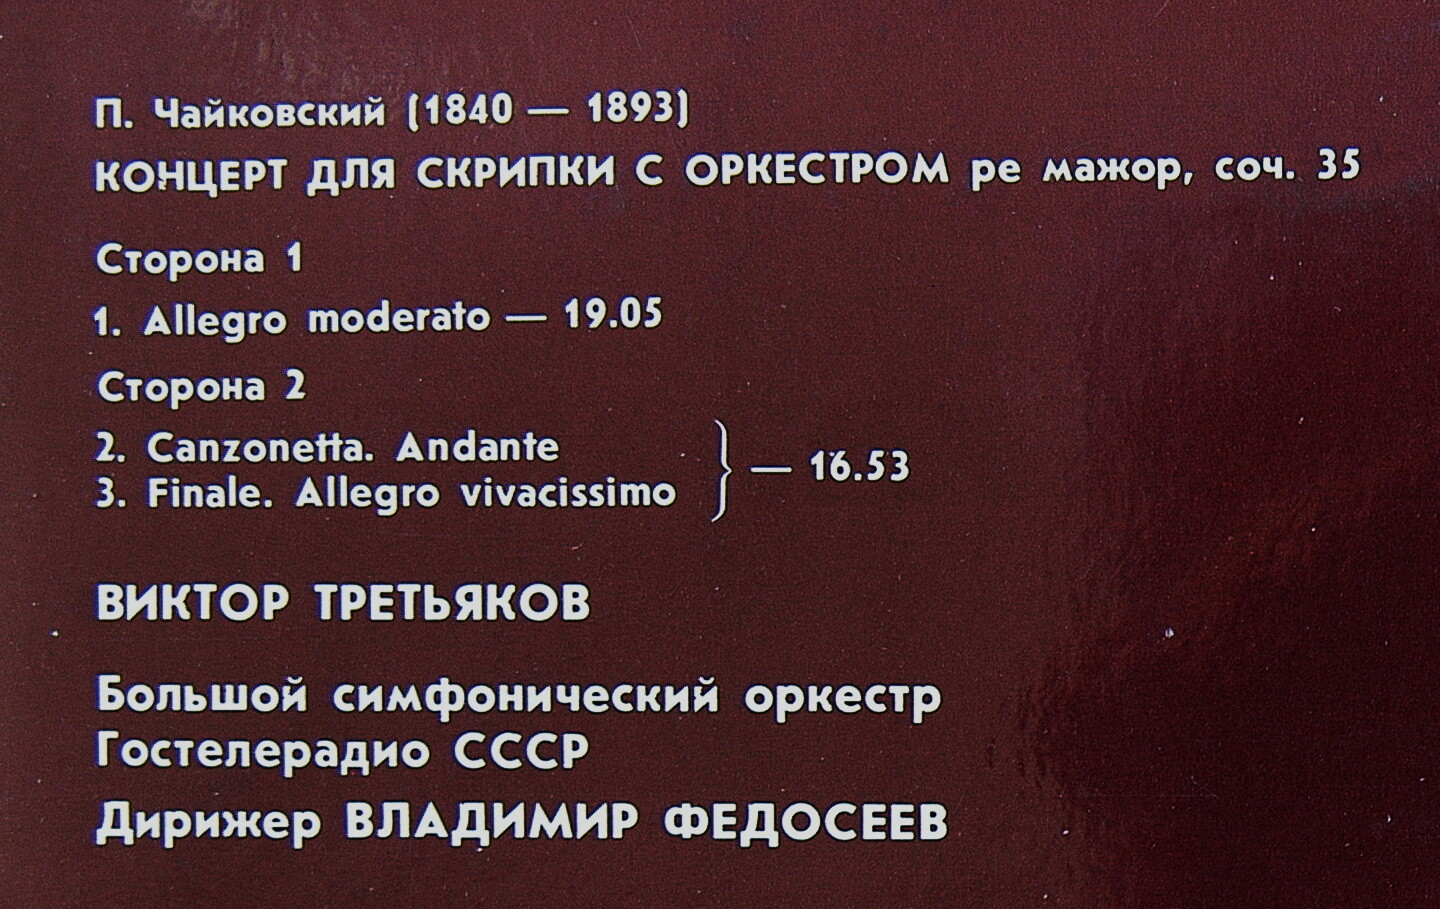 П. Чайковский (1840 — 1893)
КОНЦЕРТ ДЛЯ СКРИПКИ С ОРКЕСТРОМ ре мажор, соч. 35
Сторона 1
1. Allegro moderato — 19.05
Сторона 2
2. Canzonetta. Andante
3. Finale. Allegro vivacissimo } — 16.53
ВИКТОР ТРЕТЬЯКОВ
Большой симфонический оркестр
Гостелерадио СССР
Дирижер ВЛАДИМИР ФЕДОСЕЕВ